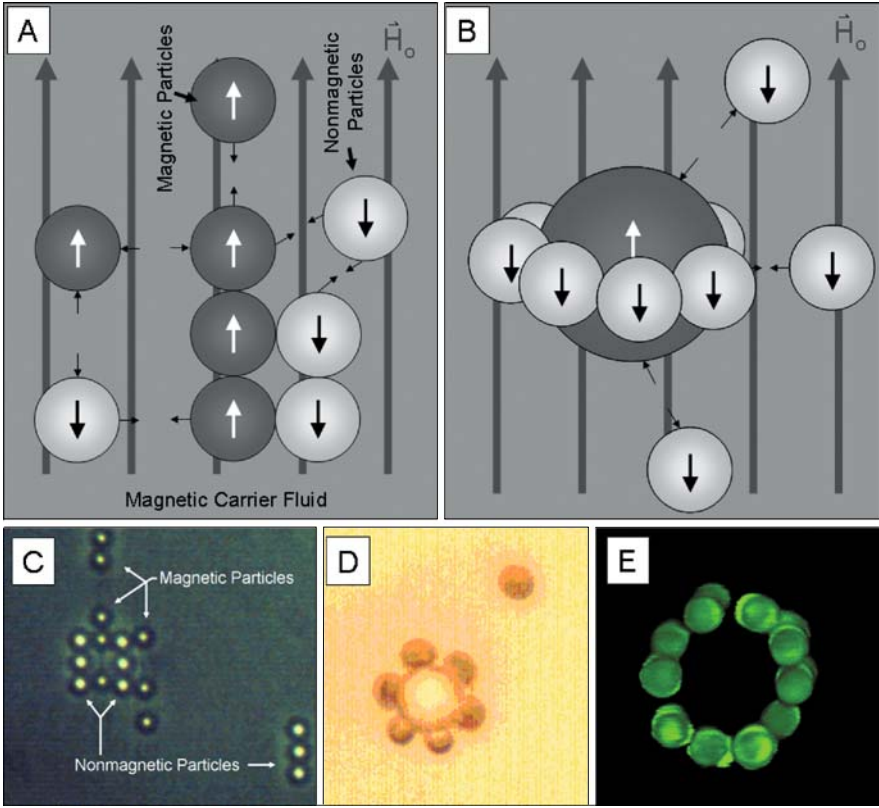 A
H⃗o
Magnetic Particles
Nonmagnetic
Particles
Magnetic Carrier Fluid
B
H⃗o
C
Magnetic Particles
Nonmagnetic Particles
D
E